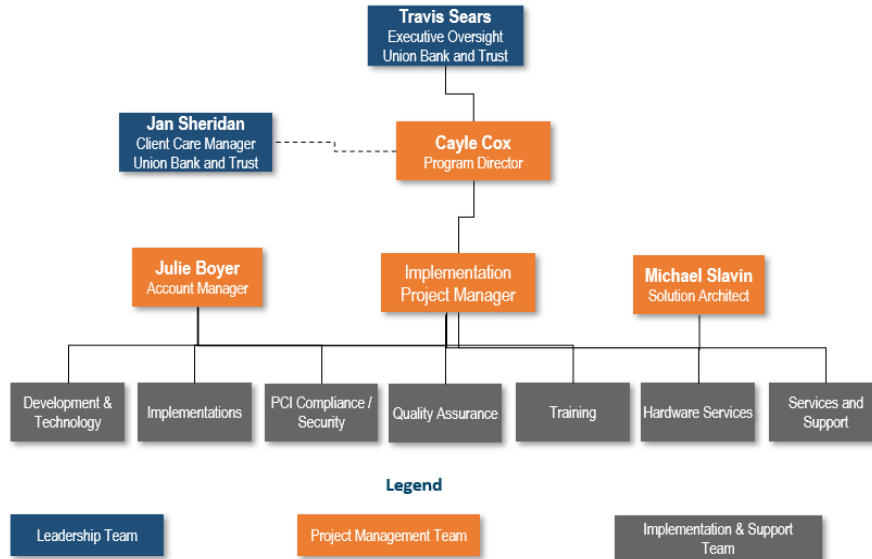 Travis Sears
Executive Oversight
Union Bank and Trust
Jan Sheridan
Client Care Manager
Union Bank and Trust
Cayle Cox
Program Director
Julie Boyer
Account Manager
Implementation
Project Manager
Michael Slavin
Solution Architect
Development &
Technology
Implementations
PCI Compliance /
Security
Quality Assurance
Training
Hardware Services
Services and
Support
Legend
Leadership Team
Project Management Team
Implementation & Support
Team